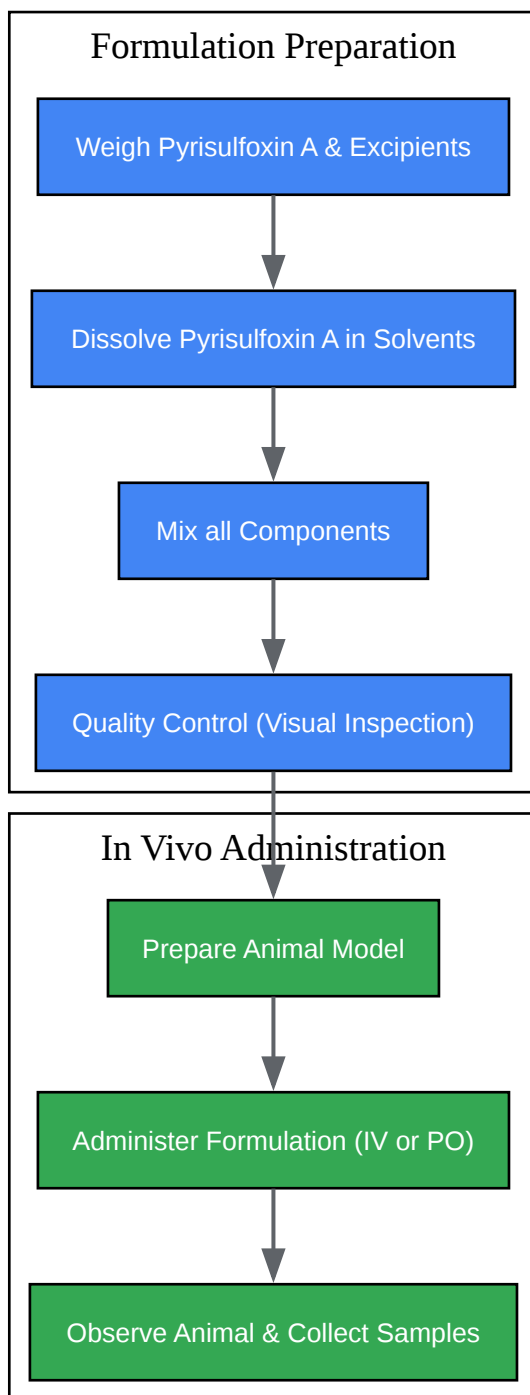 Formulation Preparation
Weigh Pyrisulfoxin A & Excipients
Dissolve Pyrisulfoxin A in Solvents
Mix all Components
Quality Control (Visual Inspection)
In Vivo Administration
Prepare Animal Model
Administer Formulation (IV or PO)
Observe Animal & Collect Samples